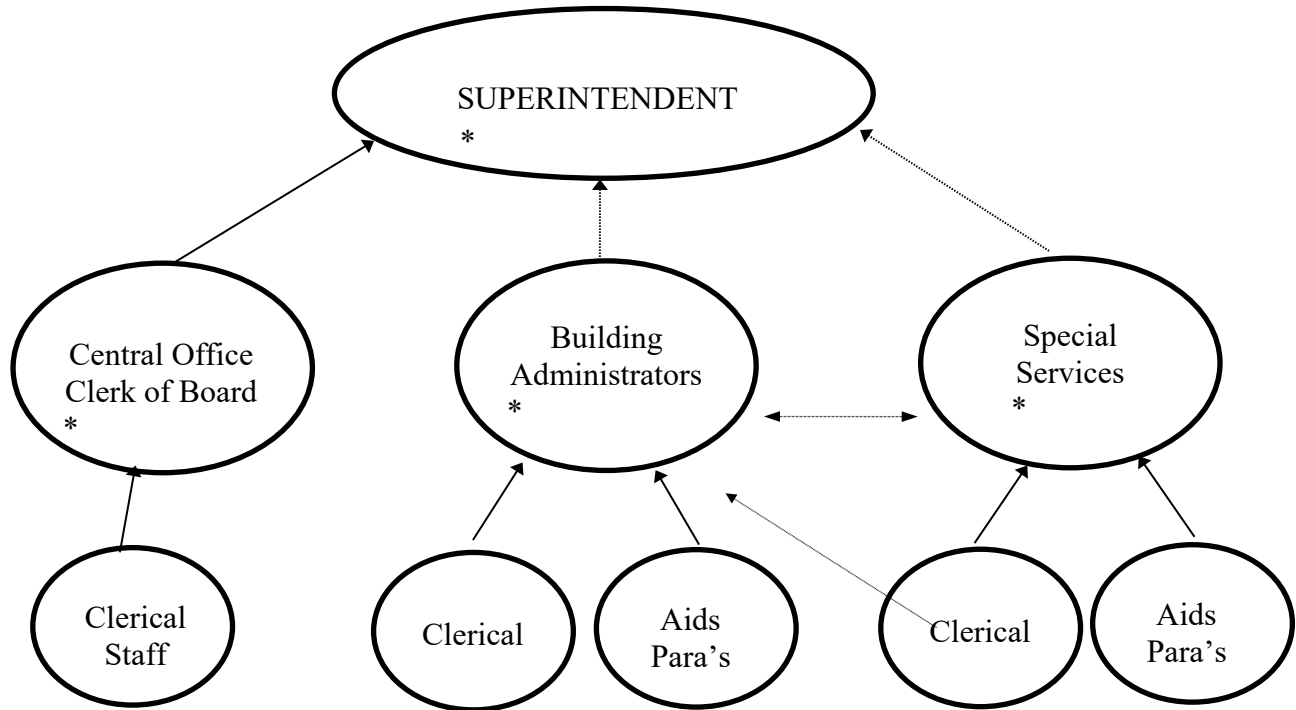 SUPERINTENDENT
*
Central Office
Clerk of Board
*
Building
Administrators
*
Special
Services
*
Clerical
Staff
Clerical
Aids
Para’s
Clerical
Aids
Para’s